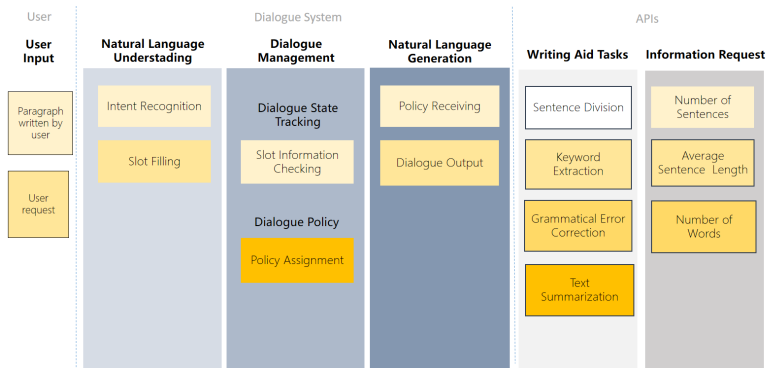 User
Dialogue System
APIs
User
Input
Natural Language
Understading
Dialogue
Management
Natural Language
Generation
Writing Aid Tasks
Information Request
Paragraph
written by
user
User
request
Intent Recognition
Slot Filling
Dialogue State
Tracking
Slot Information
Checking
Dialogue Policy
Policy Assignment
Policy Receiving
Dialogue Output
Sentence Division
Keyword
Extraction
Grammatical Error
Correction
Text
Summarization
Number of
Sentences
Average
Sentence Length
Number of
Words